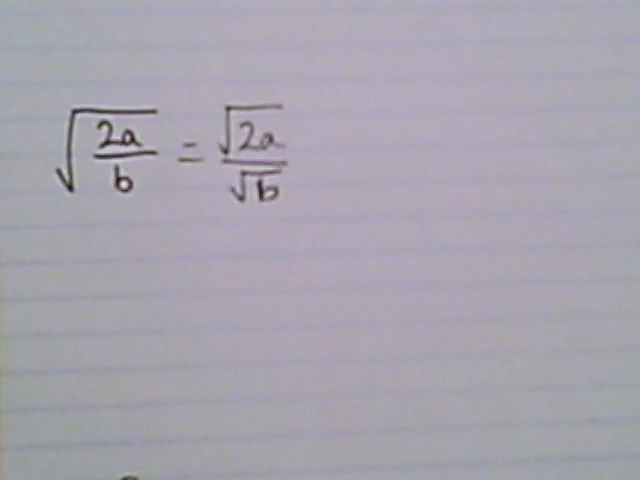 √(2a/b) = √2a/√b